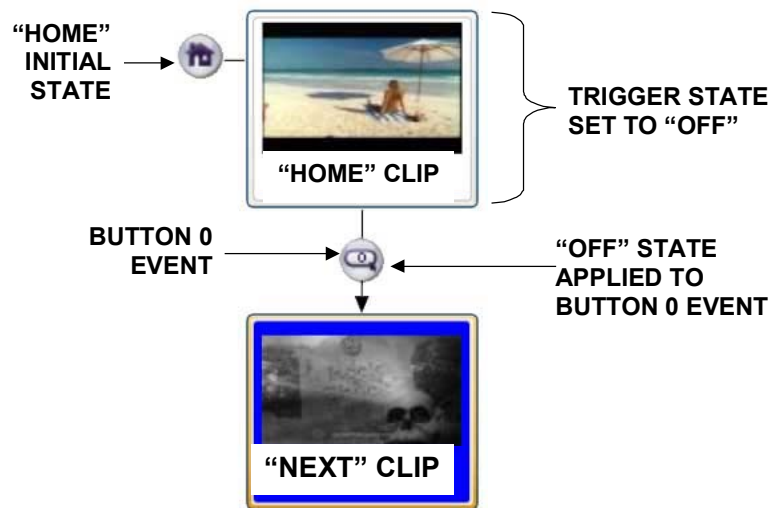 “HOME”
INITIAL
STATE
“HOME” CLIP
TRIGGER STATE
SET TO “OFF”
BUTTON 0
EVENT
0
“OFF” STATE
APPLIED TO
BUTTON 0 EVENT
“NEXT” CLIP